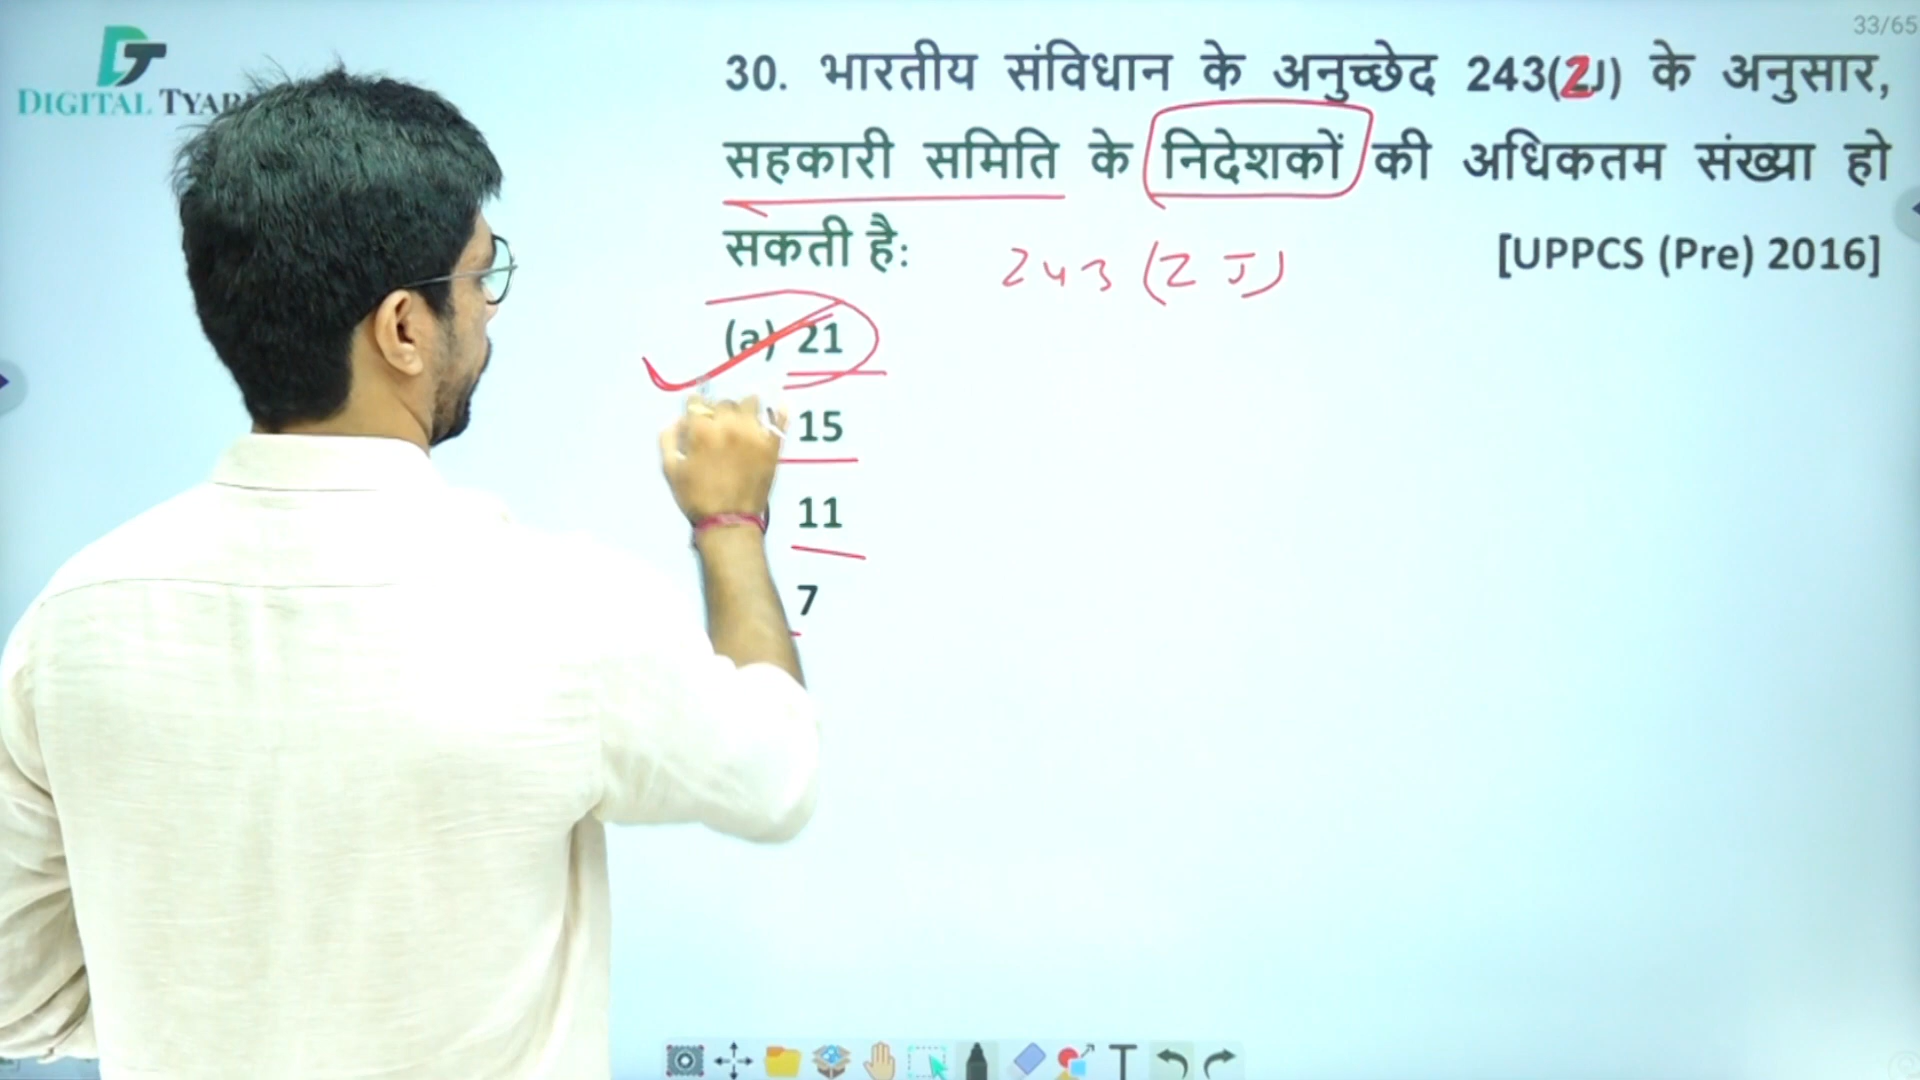 33/65
DIGITAL TYAR
30. भारतीय संविधान के अनुच्छेद 243(ZJ) के अनुसार,
सहकारी समिति के निदेशकों की अधिकतम संख्या हो
सकती है:
243 (ZJ)
[UPPCS (Pre) 2016]
(a) 21
15
11
7
T